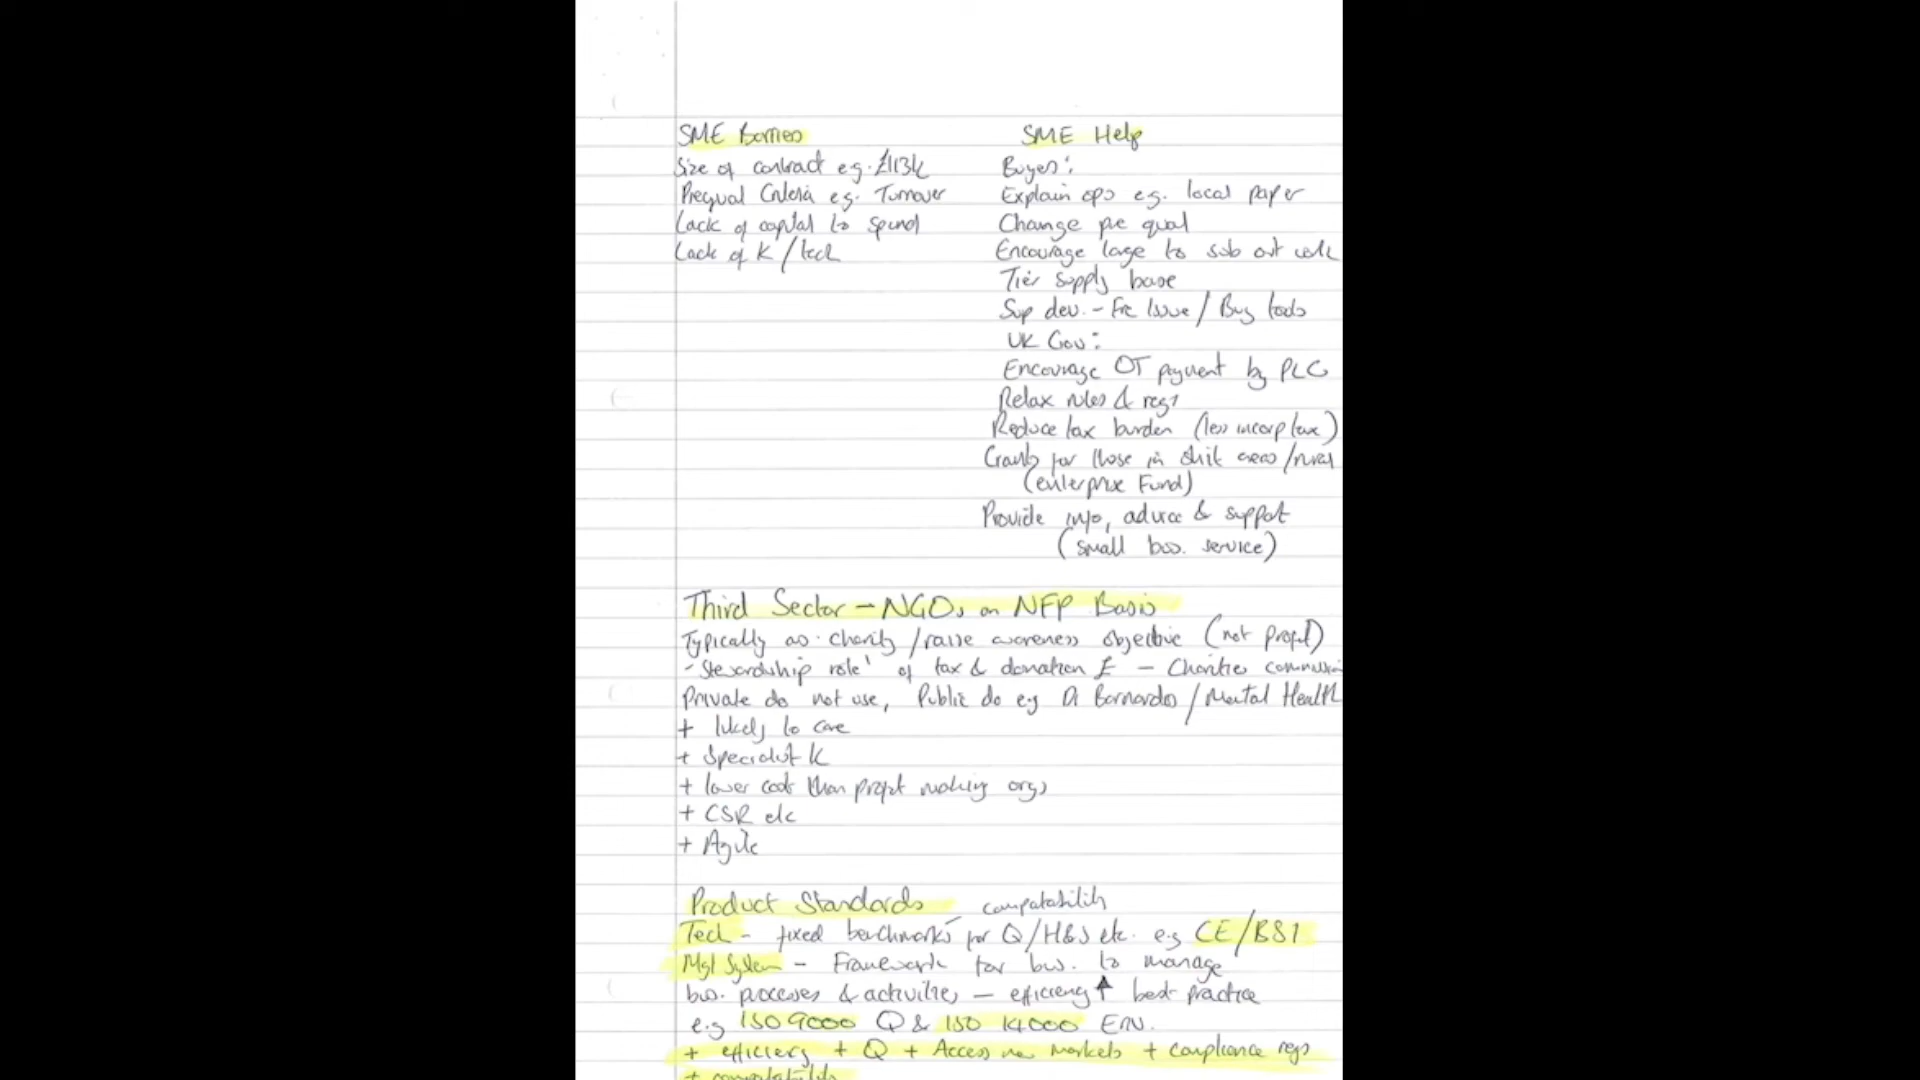 SME Barriers
Size of contract e.g. £113k
Prequal Criteria e.g. Turnover
Lack of capital to spend
Lack of K / tech
SME Help
Buyers:
Explain ops e.g. local paper
Change pre qual
Encourage large to sub out work
Tier supply base
Sup dev. - Fre Issue / Buy tools
UK Gov:
Encourage OT payment by PLC
Relax rules & regs
Reduce tax burden (less incorp tax)
Grants for those in shit areas / rural
(enterprise Fund)
Provide info, advice & support
(small bus. service)
Third Sector - NGOs on NFP Basis
Typically as charity / raise awareness objective (not profit)
'Stewardship role' of tax & donation £ - Charities
Private do not use, Public do e.g Dr Barnardos / Mental Health
+ likely to care
+ Specialist K
+ lower costs than profit making orgs
+ CSR etc
+ Agile
Product Standards compatability
Tech - fixed benchmarks for Q/H&S etc. e.g CE/BSI
Mgt System - Framework for bus. to manage
bus. processes & activities - efficiency ↑ best practice
e.g ISO 9000 Q & ISO 14000 Env.
+ efficiency + Q + Access new markets + compliance regs
+ compatability